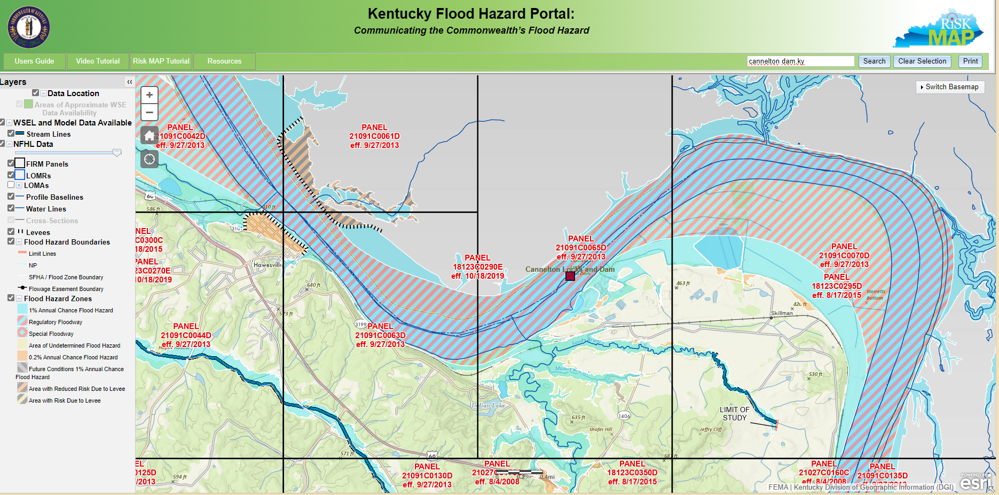 Kentucky Flood Hazard Portal:
Communicating the Commonwealth's Flood Hazard
RiSK
MAP
Users Guide
Video Tutorial
Risk MAP Tutorial
Resources
cannelton dam,ky
Search
Clear Selection
Print
Layers
Data Location
Areas of Approximate WSE
Data Availability
WSEL and Model Data Available
Stream Lines
NFHL Data
FIRM Panels
LOMRs
LOMAs
Profile Baselines
Water Lines
Cross-Sections
Levees
Flood Hazard Boundaries
Limit Lines
NP
SFHA / Flood Zone Boundary
Flowage Easement Boundary
Flood Hazard Zones
1% Annual Chance Flood Hazard
Regulatory Floodway
Special Floodway
Area of Undetermined Flood Hazard
0.2% Annual Chance Flood Hazard
Future Conditions 1% Annual Chance
Flood Hazard
Area with Reduced Risk Due to Levee
Area with Risk Due to Levee
Switch Basemap
PANEL
21091C0042D
eff. 9/27/2013
PANEL
21091C0061D
eff. 9/27/2013
60
586 ft
410 ft
3101
NEL
C0300C
18/2015
PANEL
23C0270E
10/18/2019
Hawesvill
640 ft
573 ft
PANEL
18123C0290E
eff. 10/18/2019
PANEL
21091C0065D
eff. 9/27/2013
Cannelton Locks and Dam
463 ft
PANEL
21091C0070D
eff. 9/27/2013
PANEL
18123C0295D
eff. 8/17/2015
Sterretts
Bottom
420 ft
Skillman
PANEL
21091C0044D
eff. 9/27/2013
3199
PANEL
21091C0063D
eff. 9/27/2013
Sandy Branch
Muddy Branch
530 ft
Indian Lake
635 ft
1406
Shafer Hill
Jeffry Cliff
LIMIT OF
STUDY
571 ft
60
594 ft
EL
0125D
/2013
PANEL
21091C0130D
eff. 9/27/2013
PANEL
eff. 8/4/2008
0.2
0.4mi
PANEL
18123C0350D
eff. 8/17/2015
PANEL
21027C0160C
eff. 8/4/2008
PANEL
21091C0135D
FEMA | Kentucky Division of Geographic Information (DGI)
POWERED BY
esri